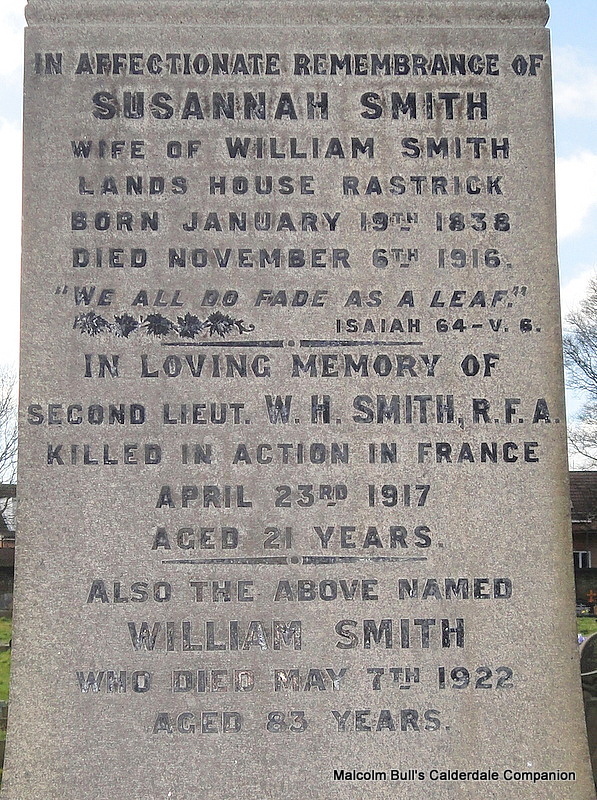 IN AFFECTIONATE REMEMBRANCE OF
SUSANNAH SMITH
WIFE OF WILLIAM SMITH
LANDS HOUSE RASTRICK
BORN JANUARY 19TH 1838
DIED NOVEMBER 6TH 1916.
"WE ALL DO FADE AS A LEAF."
ISAIAH 64-V. 6.
IN LOVING MEMORY OF
SECOND LIEUT. W. H. SMITH, R.F.A.
KILLED IN ACTION IN FRANCE
APRIL 23RD 1917
AGED 21 YEARS.
ALSO THE ABOVE NAMED
WILLIAM SMITH
WHO DIED MAY 7TH 1922
AGED 83 YEARS.
Malcolm Bull's Calderdale Companion